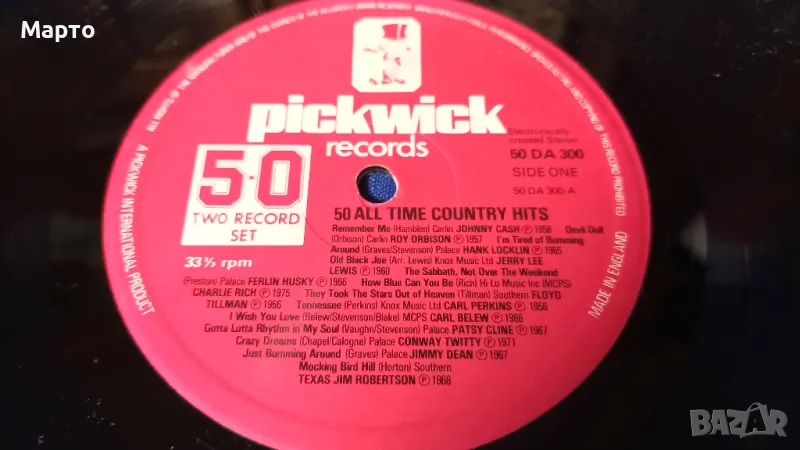 Марто
pickwick
records
Electronically
created Stereo
50 DA 300
SIDE ONE
50 DA 300-A
50
TWO RECORD
SET
33⅓ rpm
50 ALL TIME COUNTRY HITS
Remember Me (Hamblen) Carlin JOHNNY CASH ℗ 1958 Devil Doll
(Orbison) Carlin ROY ORBISON ℗ 1957 I'm Tired of Bumming
Around (Graves/Stevenson) Palace HANK LOCKLIN ℗ 1965
Old Black Joe (Arr. Lewis) Knox Music Ltd JERRY LEE
LEWIS ℗ 1960 The Sabbath, Not Over The Weekend
(Preston) Palace FERLIN HUSKY ℗ 1966 How Blue Can You Be (Rich) Hi Lo Music Inc (MCPS)
CHARLIE RICH ℗ 1975 They Took The Stars Out of Heaven (Tillman) Southern FLOYD
TILLMAN ℗ 1966 Tennessee (Perkins) Knox Music Ltd CARL PERKINS ℗ 1956
I Wish You Love (Belew/Stevenson/Blake) MCPS CARL BELEW ℗ 1966
Gotta Lotta Rhythm in My Soul (Vaughn/Stevenson) Palace PATSY CLINE ℗ 1967
Crazy Dreams (Chapel/Calogne) Palace CONWAY TWITTY ℗ 1971
Just Bumming Around (Graves) Palace JIMMY DEAN ℗ 1967
Mocking Bird Hill (Horton) Southern
TEXAS JIM ROBERTSON ℗ 1966
A PICKWICK INTERNATIONAL PRODUCT
MADE IN ENGLAND
BAZAR